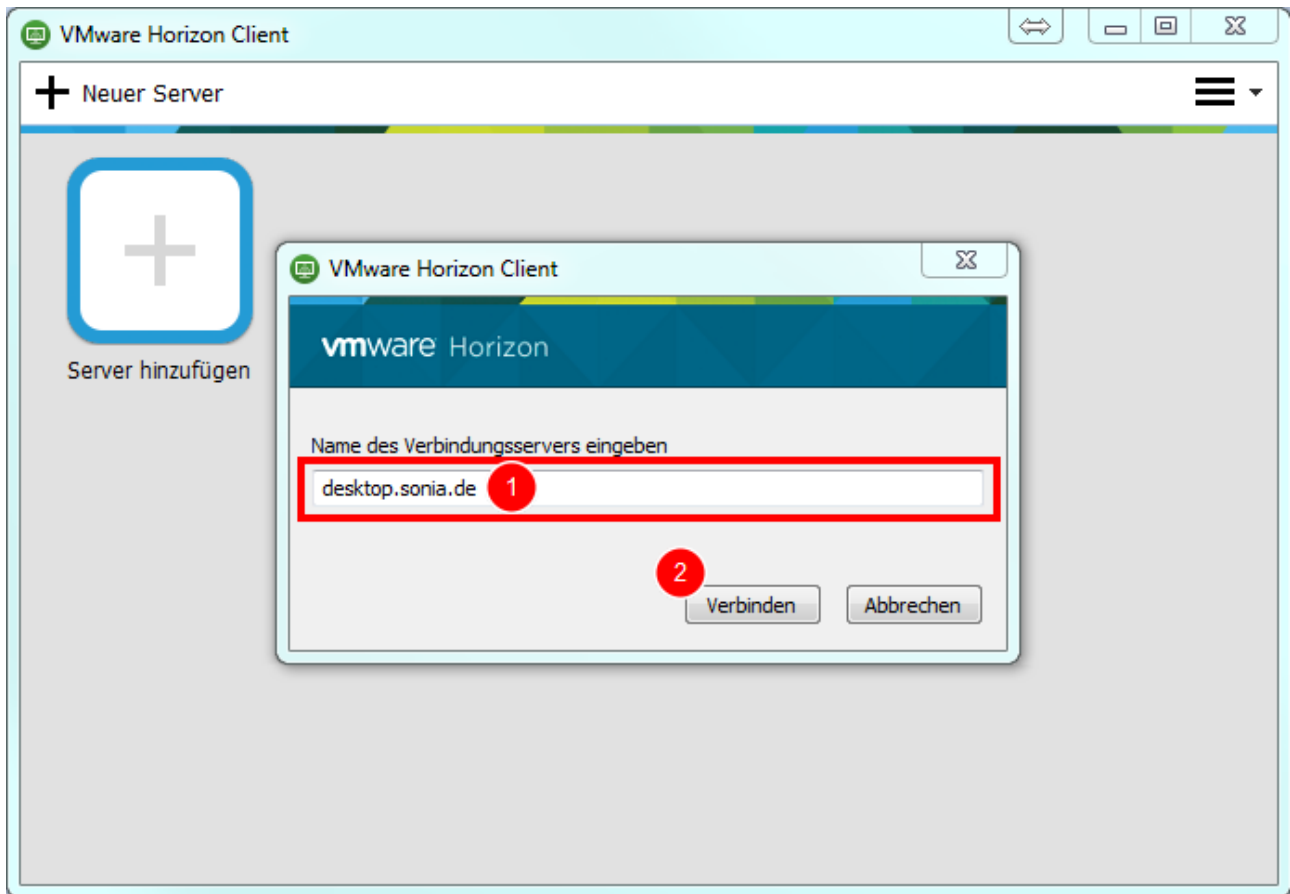 VMware Horizon Client
Neuer Server
Server hinzufügen
VMware Horizon Client
vmware Horizon
Name des Verbindungsservers eingeben
desktop.sonia.de 1
2
Verbinden Abbrechen